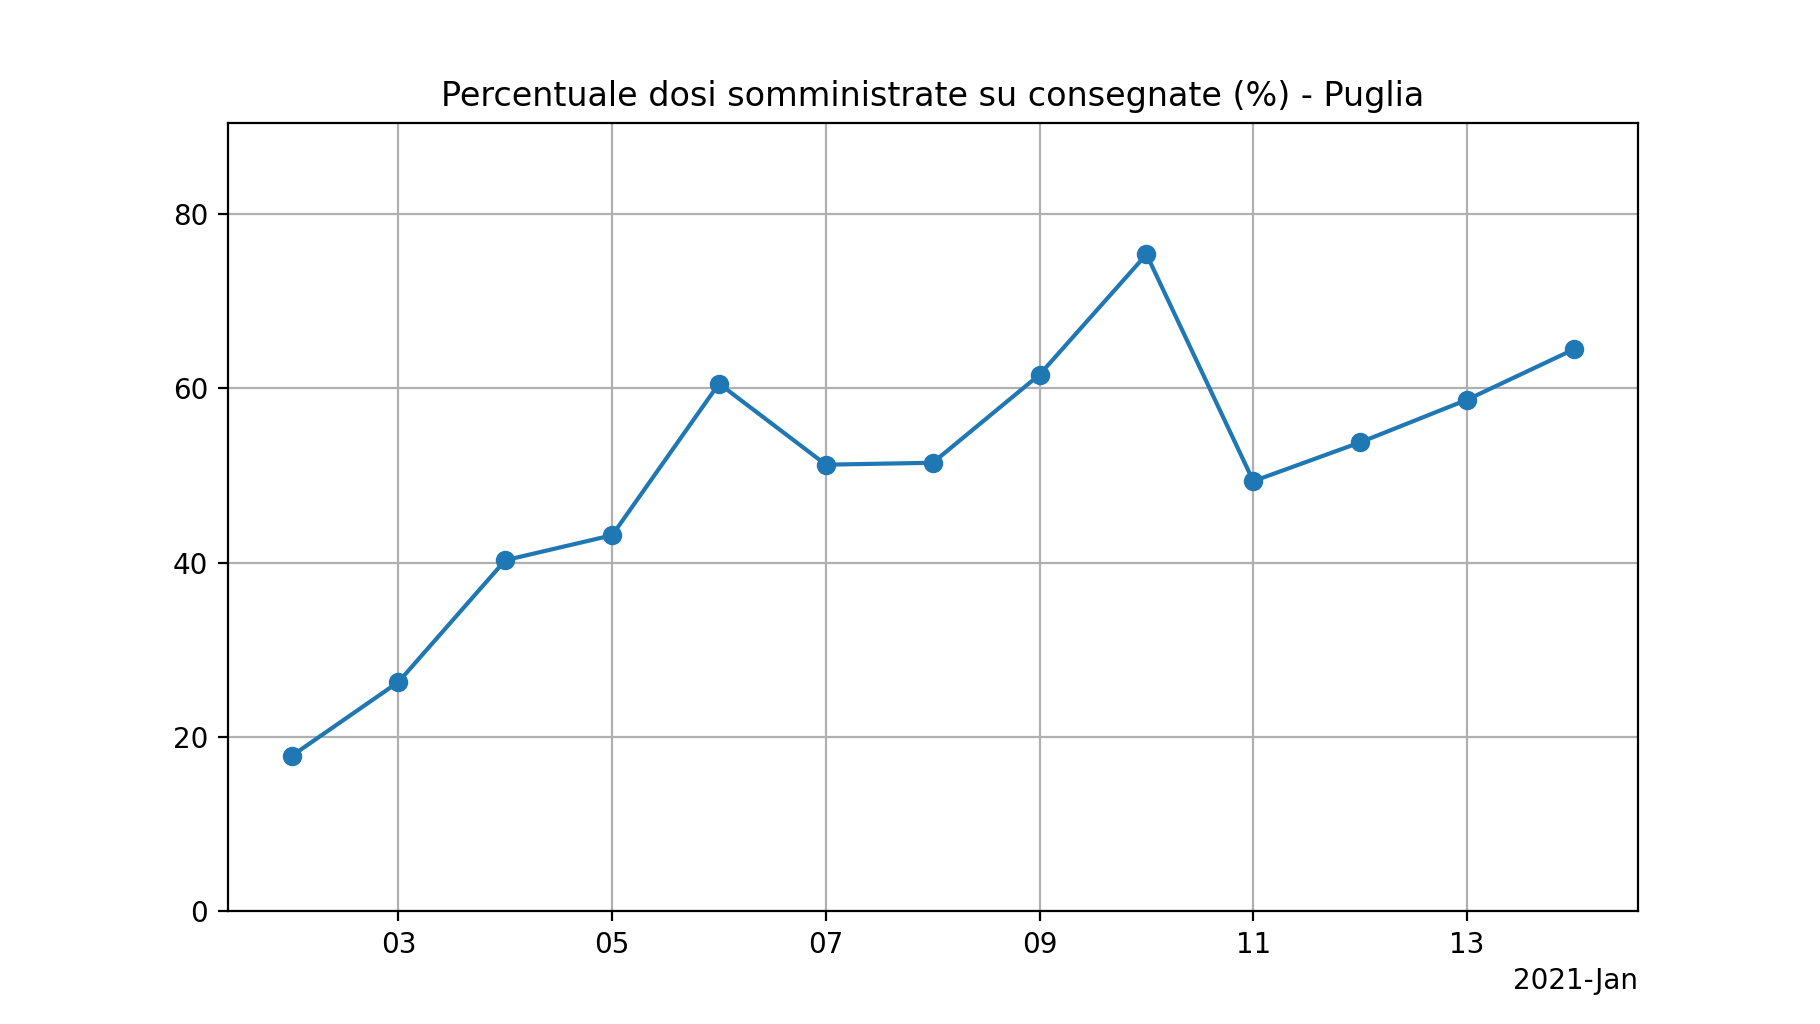 Percentuale dosi somministrate su consegnate (%) - Puglia
80
60
40
20
0
03 05 07 09 11 13
2021-Jan